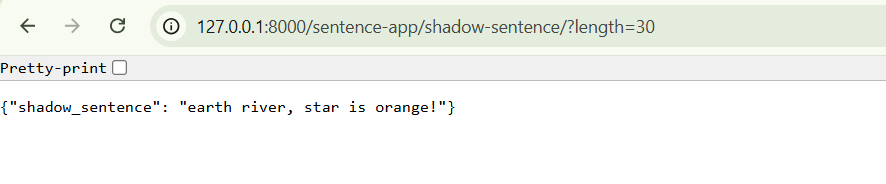 127.0.0.1:8000/sentence-app/shadow-sentence/?length=30
Pretty-print
{"shadow_sentence": "earth river, star is orange!"}